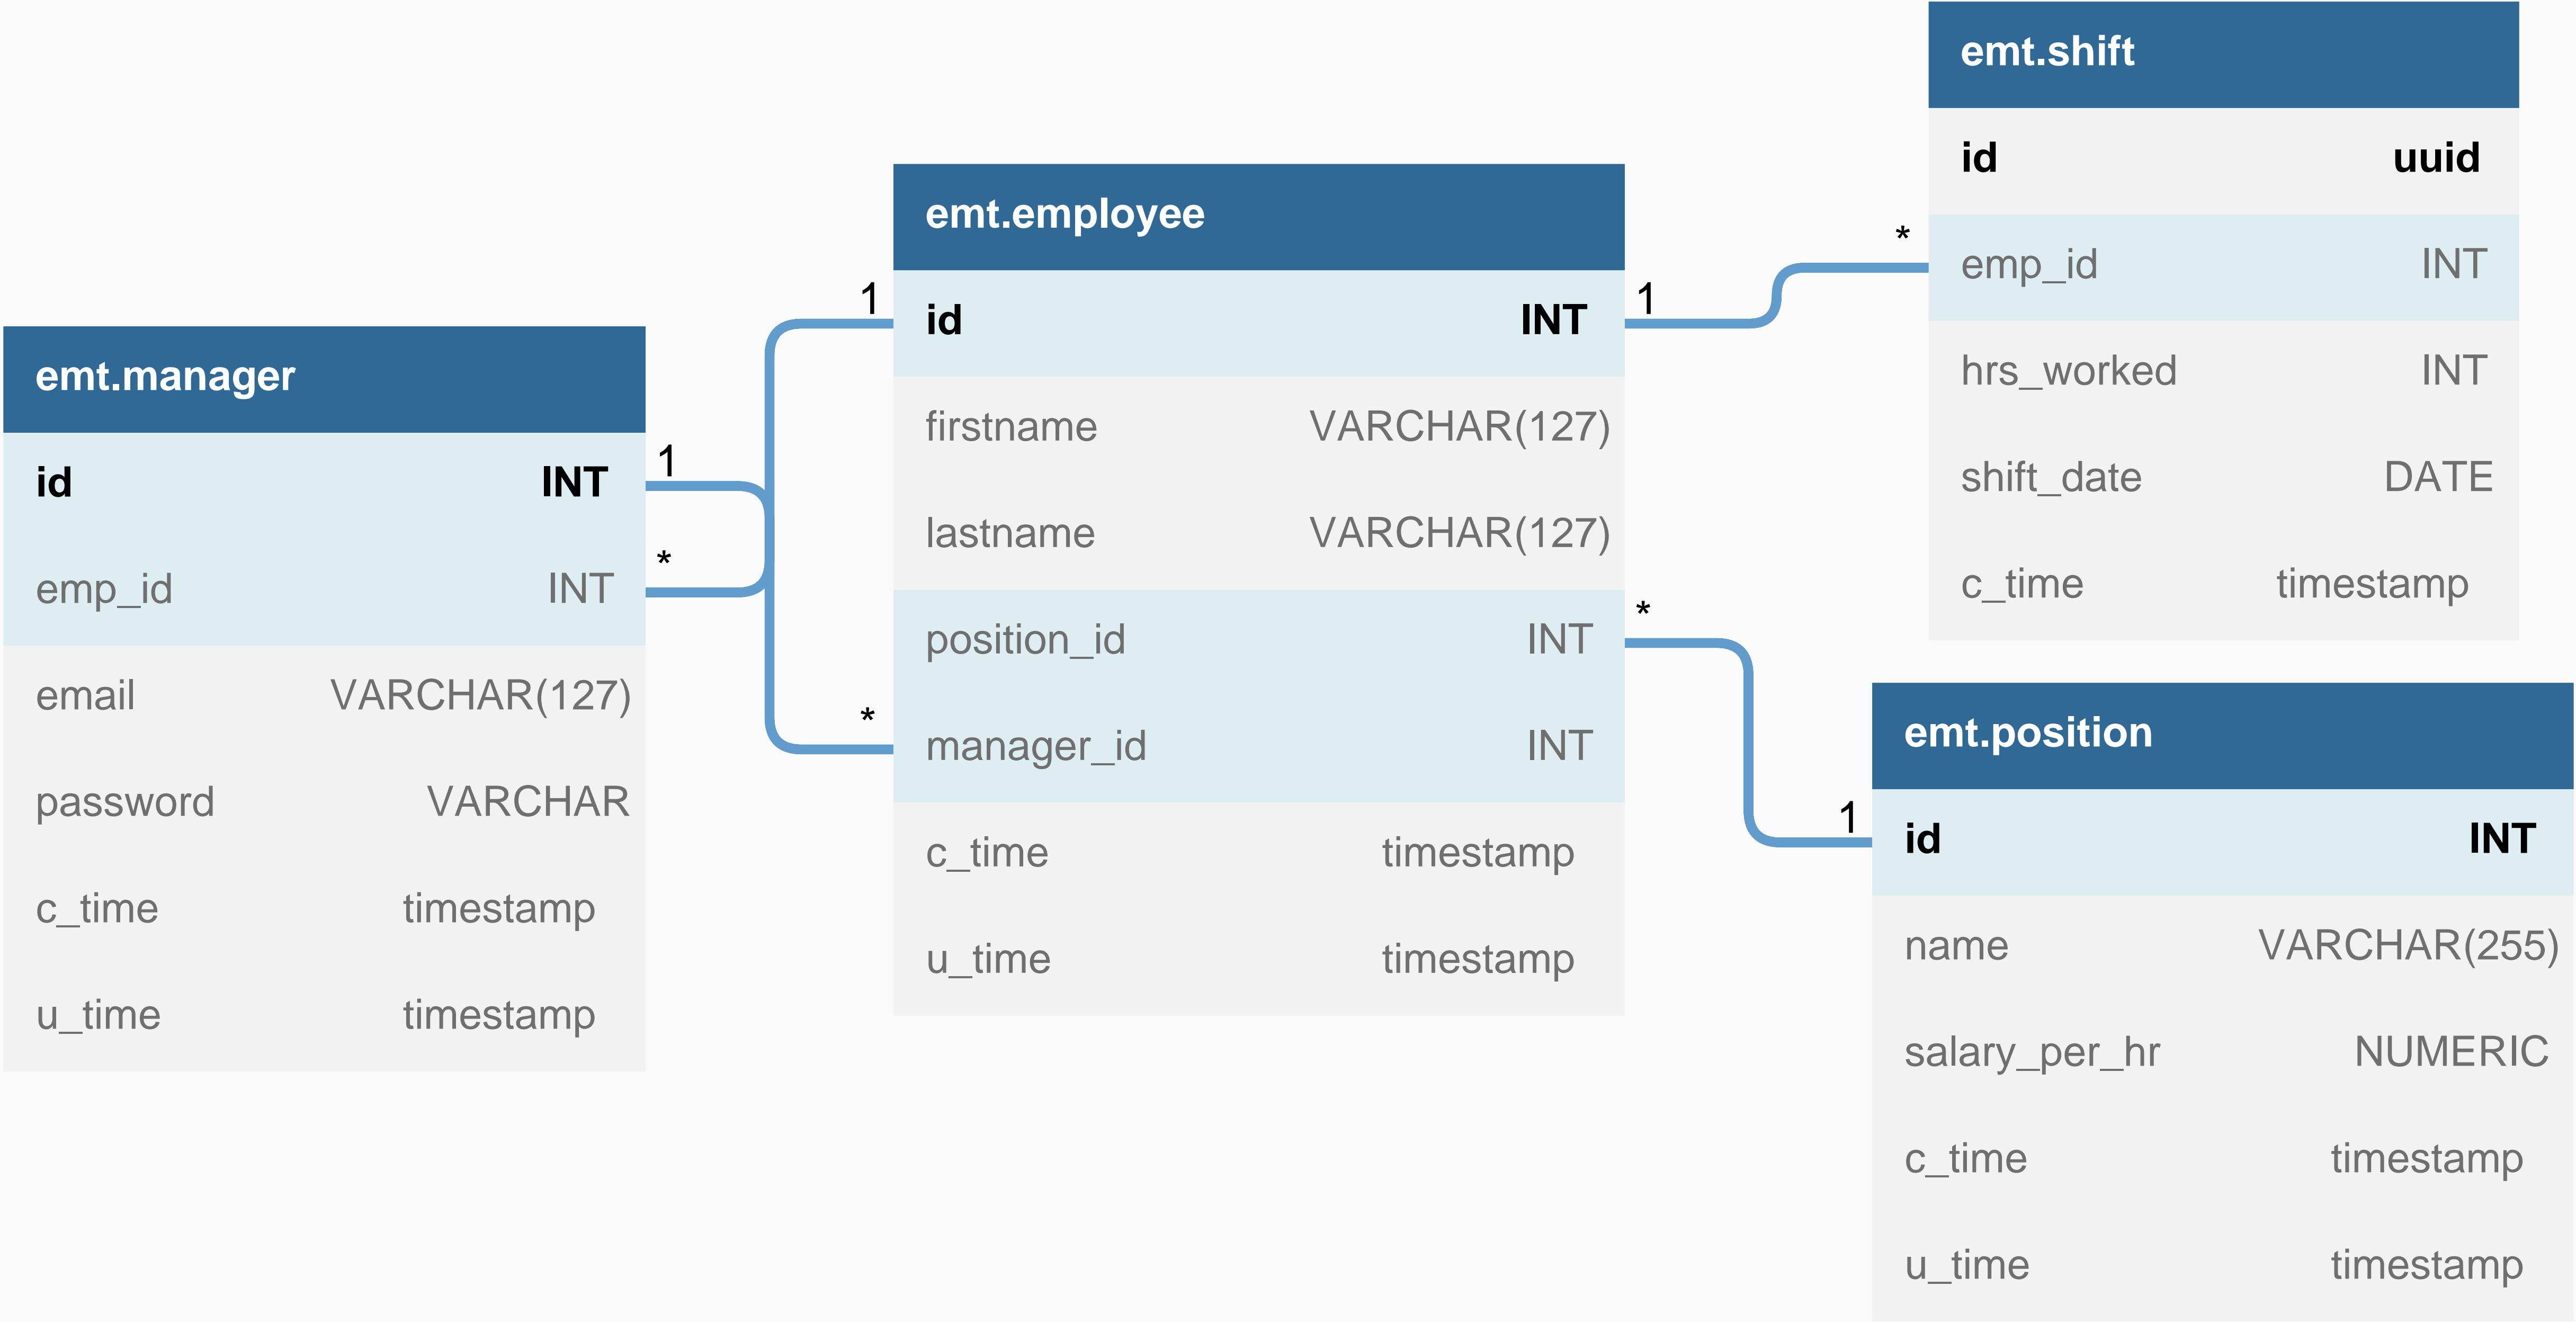 emt.manager
id INT
emp_id INT
email VARCHAR(127)
password VARCHAR
c_time timestamp
u_time timestamp
1
*
1
*
emt.employee
id INT
firstname VARCHAR(127)
lastname VARCHAR(127)
position_id INT
manager_id INT
c_time timestamp
u_time timestamp
1
*
*
1
emt.shift
id uuid
emp_id INT
hrs_worked INT
shift_date DATE
c_time timestamp
emt.position
id INT
name VARCHAR(255)
salary_per_hr NUMERIC
c_time timestamp
u_time timestamp